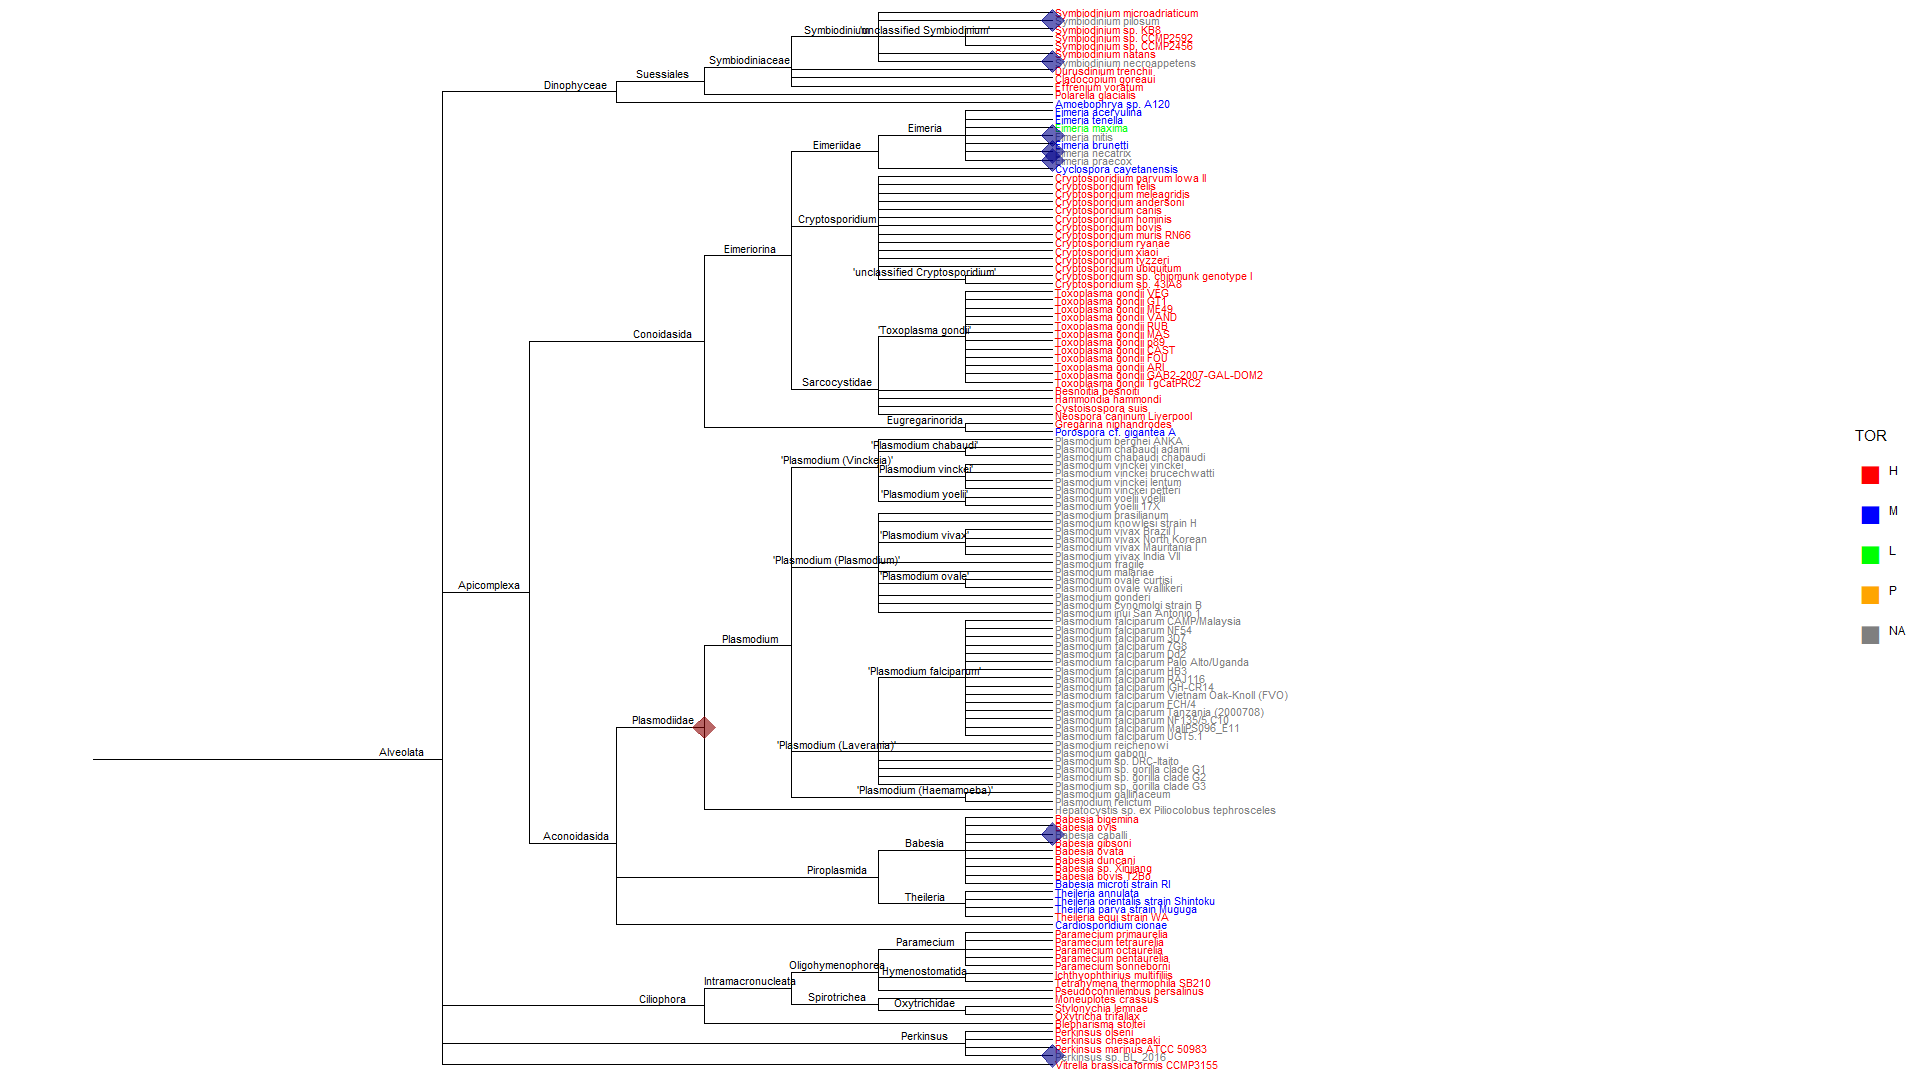 Symbiodinium microadriaticum
Symbiodinium pilosum
Symbiodinium
'unclassified Symbiodinium'
Symbiodinium sp. KB8
Symbiodinium sp. CCMP2592
Symbiodinium sp. CCMP2456
Symbiodinium natans
Symbiodiniaceae
Symbiodinium necroappetens
Durusdinium trenchii
Suessiales
Cladocopium goreaui
Dinophyceae
Effrenium voratum
Polarella glacialis
Amoebophrya sp. A120
Eimeria acervulina
Eimeria tenella
Eimeria
Eimeria maxima
Eimeria mitis
Eimeriidae
Eimeria brunetti
Eimeria necatrix
Eimeria praecox
Cyclospora cayetanensis
Cryptosporidium parvum Iowa II
Cryptosporidium felis
Cryptosporidium meleagridis
Cryptosporidium andersoni
Cryptosporidium canis
Cryptosporidium
Cryptosporidium hominis
Cryptosporidium bovis
Cryptosporidium muris RN66
Cryptosporidium ryanae
Eimeriorina
Cryptosporidium xiaoi
Cryptosporidium tyzzeri
Cryptosporidium ubiquitum
'unclassified Cryptosporidium'
Cryptosporidium sp. chipmunk genotype I
Cryptosporidium sp. 43IA8
Toxoplasma gondii VEG
Toxoplasma gondii GT1
Toxoplasma gondii ME49
Toxoplasma gondii VAND
Toxoplasma gondii RUB
'Toxoplasma gondii'
Toxoplasma gondii MAS
Conoidasida
Toxoplasma gondii p89
Toxoplasma gondii CAST
Toxoplasma gondii FOU
Toxoplasma gondii ARI
Toxoplasma gondii GAB2-2007-GAL-DOM2
Sarcocystidae
Toxoplasma gondii TgCatPRC2
Besnoitia besnoiti
Hammondia hammondi
Cystoisospora suis
Neospora caninum Liverpool
Eugregarinorida
Gregarina niphandrodes
Porospora cf. gigantea A
Plasmodium berghei ANKA
'Plasmodium chabaudi'
Plasmodium chabaudi adami
Plasmodium chabaudi chabaudi
'Plasmodium (Vinckeia)'
Plasmodium vinckei vinckei
'Plasmodium vinckei'
Plasmodium vinckei brucechwatti
Plasmodium vinckei lentum
Plasmodium vinckei petteri
'Plasmodium yoelii'
Plasmodium yoelii yoelii
Plasmodium yoelii 17X
Plasmodium brasilianum
Plasmodium knowlesi strain H
Plasmodium vivax Brazil I
'Plasmodium vivax'
Plasmodium vivax North Korean
Plasmodium vivax Mauritania I
Plasmodium vivax India VII
'Plasmodium (Plasmodium)'
Plasmodium fragile
Plasmodium malariae
'Plasmodium ovale'
Plasmodium ovale curtisi
Apicomplexa
Plasmodium ovale wallikeri
Plasmodium gonderi
Plasmodium cynomolgi strain B
Plasmodium inui San Antonio 1
Plasmodium falciparum CAMP/Malaysia
Plasmodium falciparum NF54
Plasmodium
Plasmodium falciparum 3D7
Plasmodium falciparum 7G8
Plasmodium falciparum Dd2
Plasmodium falciparum Palo Alto/Uganda
'Plasmodium falciparum'
Plasmodium falciparum HB3
Plasmodium falciparum RAJ116
Plasmodium falciparum IGH-CR14
Plasmodium falciparum Vietnam Oak-Knoll (FVO)
Plasmodium falciparum FCH/4
Plasmodium falciparum Tanzania (2000708)
Plasmodiidae
Plasmodium falciparum NF135/5.C10
Plasmodium falciparum MaliPS096_E11
Plasmodium falciparum UGT5.1
'Plasmodium (Laverania)'
Plasmodium reichenowi
Alveolata
Plasmodium gaboni
Plasmodium sp. DRC-Itaito
Plasmodium sp. gorilla clade G1
Plasmodium sp. gorilla clade G2
Plasmodium sp. gorilla clade G3
'Plasmodium (Haemamoeba)'
Plasmodium gallinaceum
Plasmodium relictum
Hepatocystis sp. ex Piliocolobus tephrosceles
Babesia bigemina
Babesia ovis
Aconoidasida
Babesia caballi
Babesia
Babesia gibsoni
Babesia ovata
Babesia duncani
Piroplasmida
Babesia sp. Xinjiang
Babesia bovis T2Bo
Babesia microti strain RI
Theileria
Theileria annulata
Theileria orientalis strain Shintoku
Theileria parva strain Muguga
Theileria equi strain WA
Cardiosporidium cionae
Paramecium primaurelia
Paramecium
Paramecium tetraurelia
Paramecium octaurelia
Paramecium pentaurelia
Oligohymenophorea
Paramecium sonneborni
Hymenostomatida
Ichthyophthirius multifiliis
Intramacronucleata
Tetrahymena thermophila SB210
Pseudocohnilembus persalinus
Ciliophora
Spirotrichea
Moneuplotes crassus
Oxytrichidae
Stylonychia lemnae
Oxytricha trifallax
Blepharisma stoltei
Perkinsus
Perkinsus olseni
Perkinsus chesapeaki
Perkinsus marinus ATCC 50983
Perkinsus sp. BL_2016
Vitrella brassicaformis CCMP3155
TOR
H
M
L
P
NA